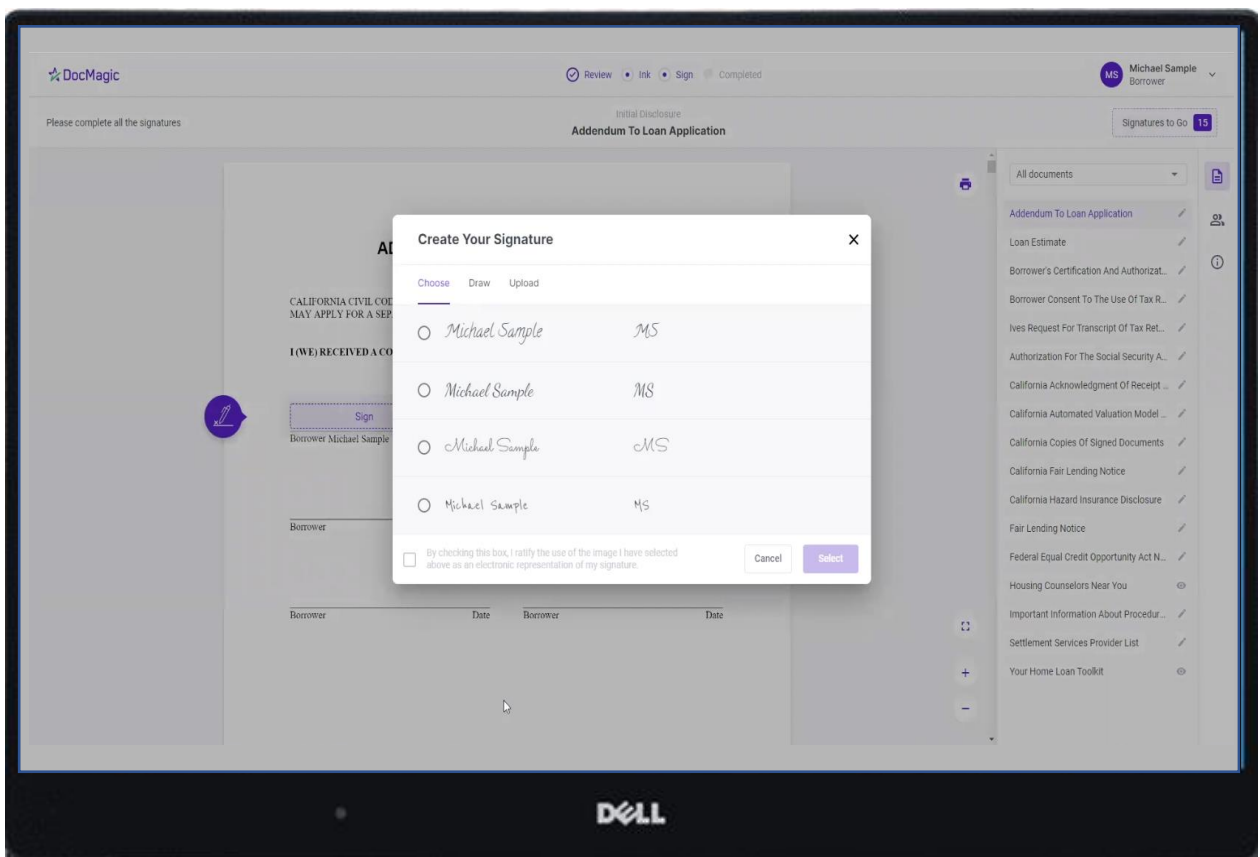 DocMagic
Review Ink Sign Completed
MS
Michael Sample
Borrower
Please complete all the signatures
Initial Disclosure
Addendum To Loan Application
Signatures to Go 15
All documents
Addendum To Loan Application
Loan Estimate
Borrower's Certification And Authorizat...
Borrower Consent To The Use Of Tax R...
Ives Request For Transcript Of Tax Ret...
Authorization For The Social Security A...
California Acknowledgment Of Receipt ...
California Automated Valuation Model ...
California Copies Of Signed Documents
California Fair Lending Notice
California Hazard Insurance Disclosure
Fair Lending Notice
Federal Equal Credit Opportunity Act N...
Housing Counselors Near You
Important Information About Procedur...
Settlement Services Provider List
Your Home Loan Toolkit
CALIFORNIA CIVIL COD
MAY APPLY FOR A SEP
I (WE) RECEIVED A CO
Sign
Borrower Michael Sample
Borrower
Borrower Date Borrower Date
Create Your Signature
Choose Draw Upload
Michael Sample MS
Michael Sample MS
Michael Sample MS
Michael Sample MS
By checking this box, I ratify the use of the image I have selected
above as an electronic representation of my signature.
Cancel Select
DELL